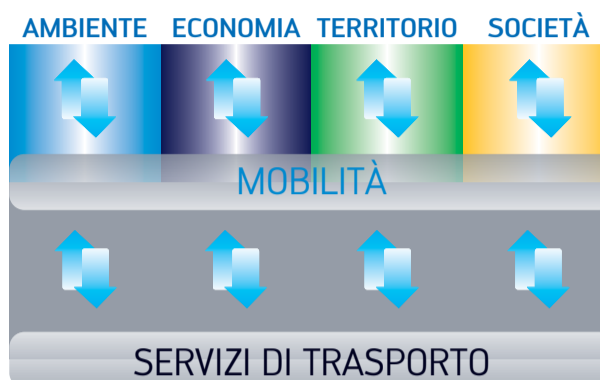 AMBIENTE ECONOMIA TERRITORIO SOCIETÀ
MOBILITÀ
SERVIZI DI TRASPORTO